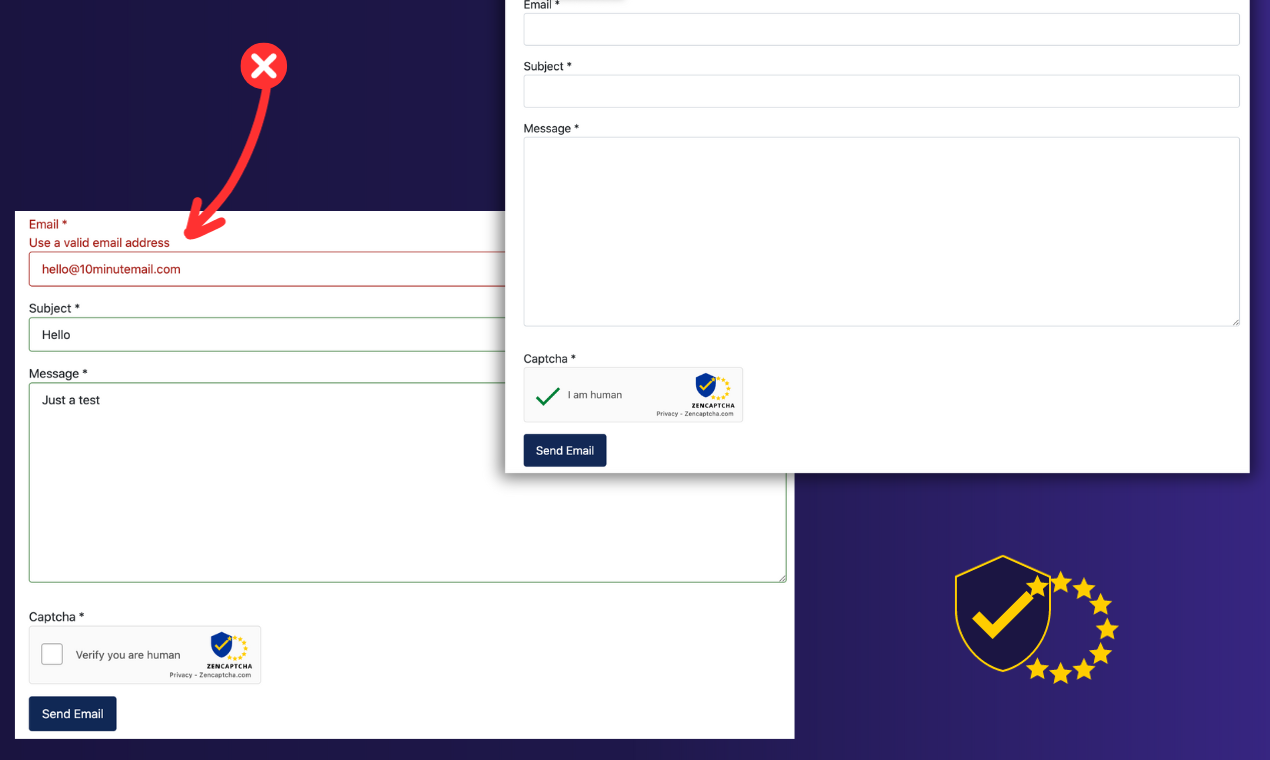 Email *
Subject *
Message *
Captcha *
I am human
ZENCAPTCHA
Privacy - Zencaptcha.com
Send Email
Email *
Use a valid email address
hello@10minutemail.com
Subject *
Hello
Message *
Just a test
Captcha *
Verify you are human
ZENCAPTCHA
Privacy - Zencaptcha.com
Send Email